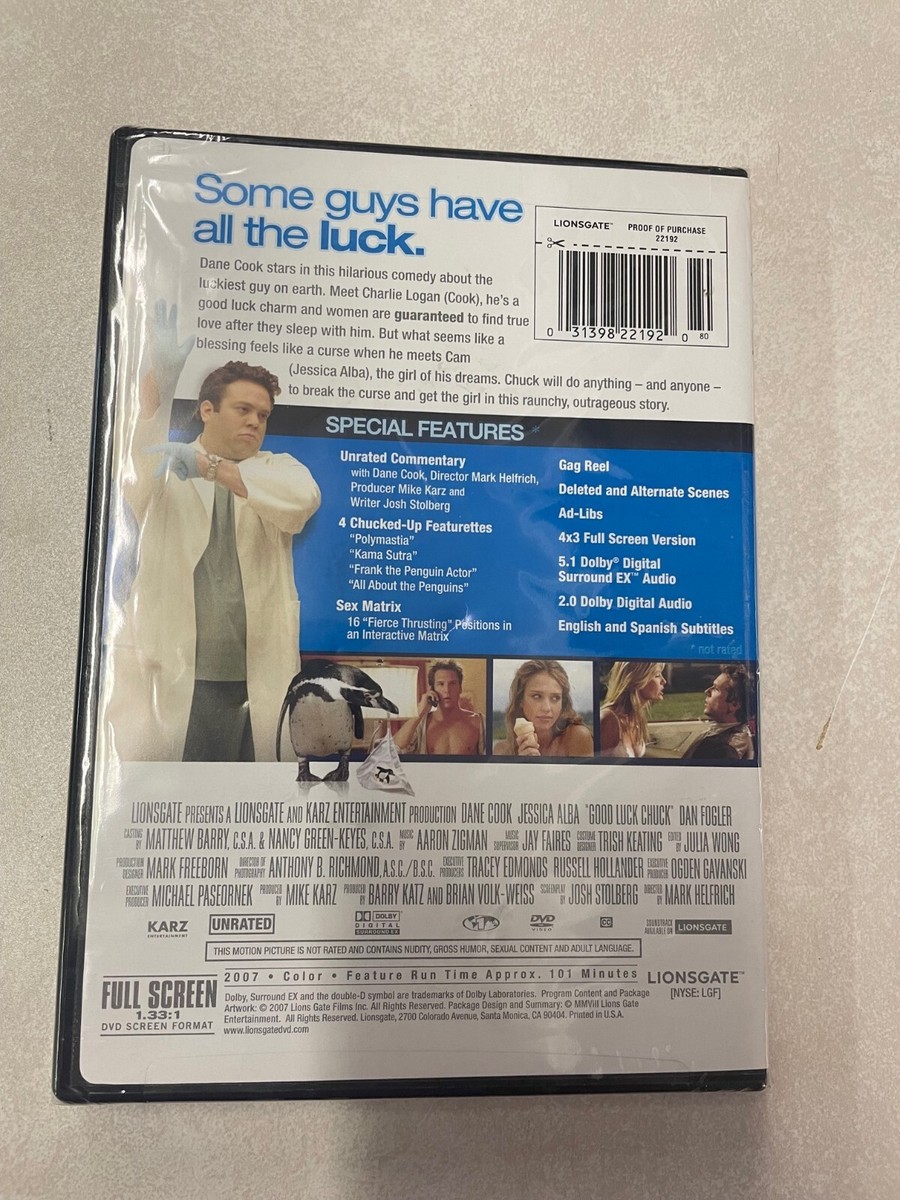 Some guys have
all the luck.
LIONSGATE™ PROOF OF PURCHASE
22192
0 31398 22192 0 80
Dane Cook stars in this hilarious comedy about the
luckiest guy on earth. Meet Charlie Logan (Cook), he's a
good luck charm and women are guaranteed to find true
love after they sleep with him. But what seems like a
blessing feels like a curse when he meets Cam
(Jessica Alba), the girl of his dreams. Chuck will do anything – and anyone –
to break the curse and get the girl in this raunchy, outrageous story.
SPECIAL FEATURES *
Unrated Commentary
with Dane Cook, Director Mark Helfrich,
Producer Mike Karz and
Writer Josh Stolberg
4 Chucked-Up Featurettes
"Polymastia"
"Kama Sutra"
"Frank the Penguin Actor"
"All About the Penguins"
Sex Matrix
16 "Fierce Thrusting" Positions in
an Interactive Matrix
Gag Reel
Deleted and Alternate Scenes
Ad-Libs
4x3 Full Screen Version
5.1 Dolby® Digital
Surround EX™ Audio
2.0 Dolby Digital Audio
English and Spanish Subtitles
* not rated
LIONSGATE PRESENTS A LIONSGATE AND KARZ ENTERTAINMENT PRODUCTION DANE COOK JESSICA ALBA "GOOD LUCK CHUCK" DAN FOGLER
CASTING BY MATTHEW BARRY, C.S.A. & NANCY GREEN-KEYES, C.S.A. MUSIC BY AARON ZIGMAN MUSIC SUPERVISOR JAY FAIRES COSTUME DESIGNER TRISH KEATING EDITED BY JULIA WONG
PRODUCTION DESIGNER MARK FREEBORN DIRECTOR OF PHOTOGRAPHY ANTHONY B. RICHMOND, A.S.C./B.S.C. EXECUTIVE PRODUCERS TRACEY EDMONDS RUSSELL HOLLANDER EXECUTIVE PRODUCER OGDEN GAVANSKI
EXECUTIVE PRODUCER MICHAEL PASEORNEK PRODUCED BY MIKE KARZ PRODUCED BY BARRY KATZ AND BRIAN VOLK-WEISS SCREENPLAY BY JOSH STOLBERG DIRECTED BY MARK HELFRICH
KARZ ENTERTAINMENT UNRATED DOLBY DIGITAL SURROUND EX DVD VIDEO CC SOUNDTRACK AVAILABLE ON LIONSGATE
THIS MOTION PICTURE IS NOT RATED AND CONTAINS NUDITY, GROSS HUMOR, SEXUAL CONTENT AND ADULT LANGUAGE.
FULL SCREEN
1.33:1
DVD SCREEN FORMAT
2007 • Color • Feature Run Time Approx. 101 Minutes
Dolby, Surround EX and the double-D symbol are trademarks of Dolby Laboratories. Program Content and Package
Artwork: © 2007 Lions Gate Films Inc. All Rights Reserved. Package Design and Summary: © MMVIII Lions Gate
Entertainment. All Rights Reserved. Lionsgate, 2700 Colorado Avenue, Santa Monica, CA 90404. Printed in U.S.A.
www.lionsgatedvd.com
LIONSGATE™
[NYSE: LGF]